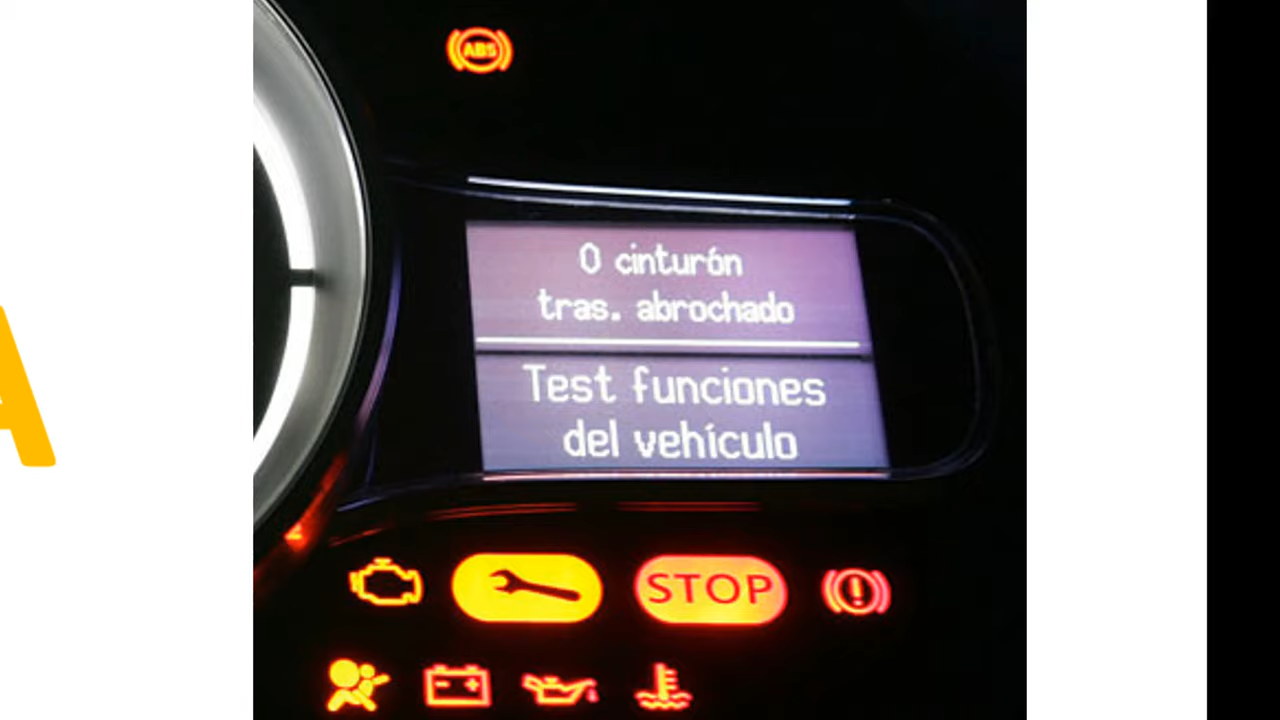 ABS
0 cinturón
tras. abrochado
Test funciones
del vehículo
STOP
A